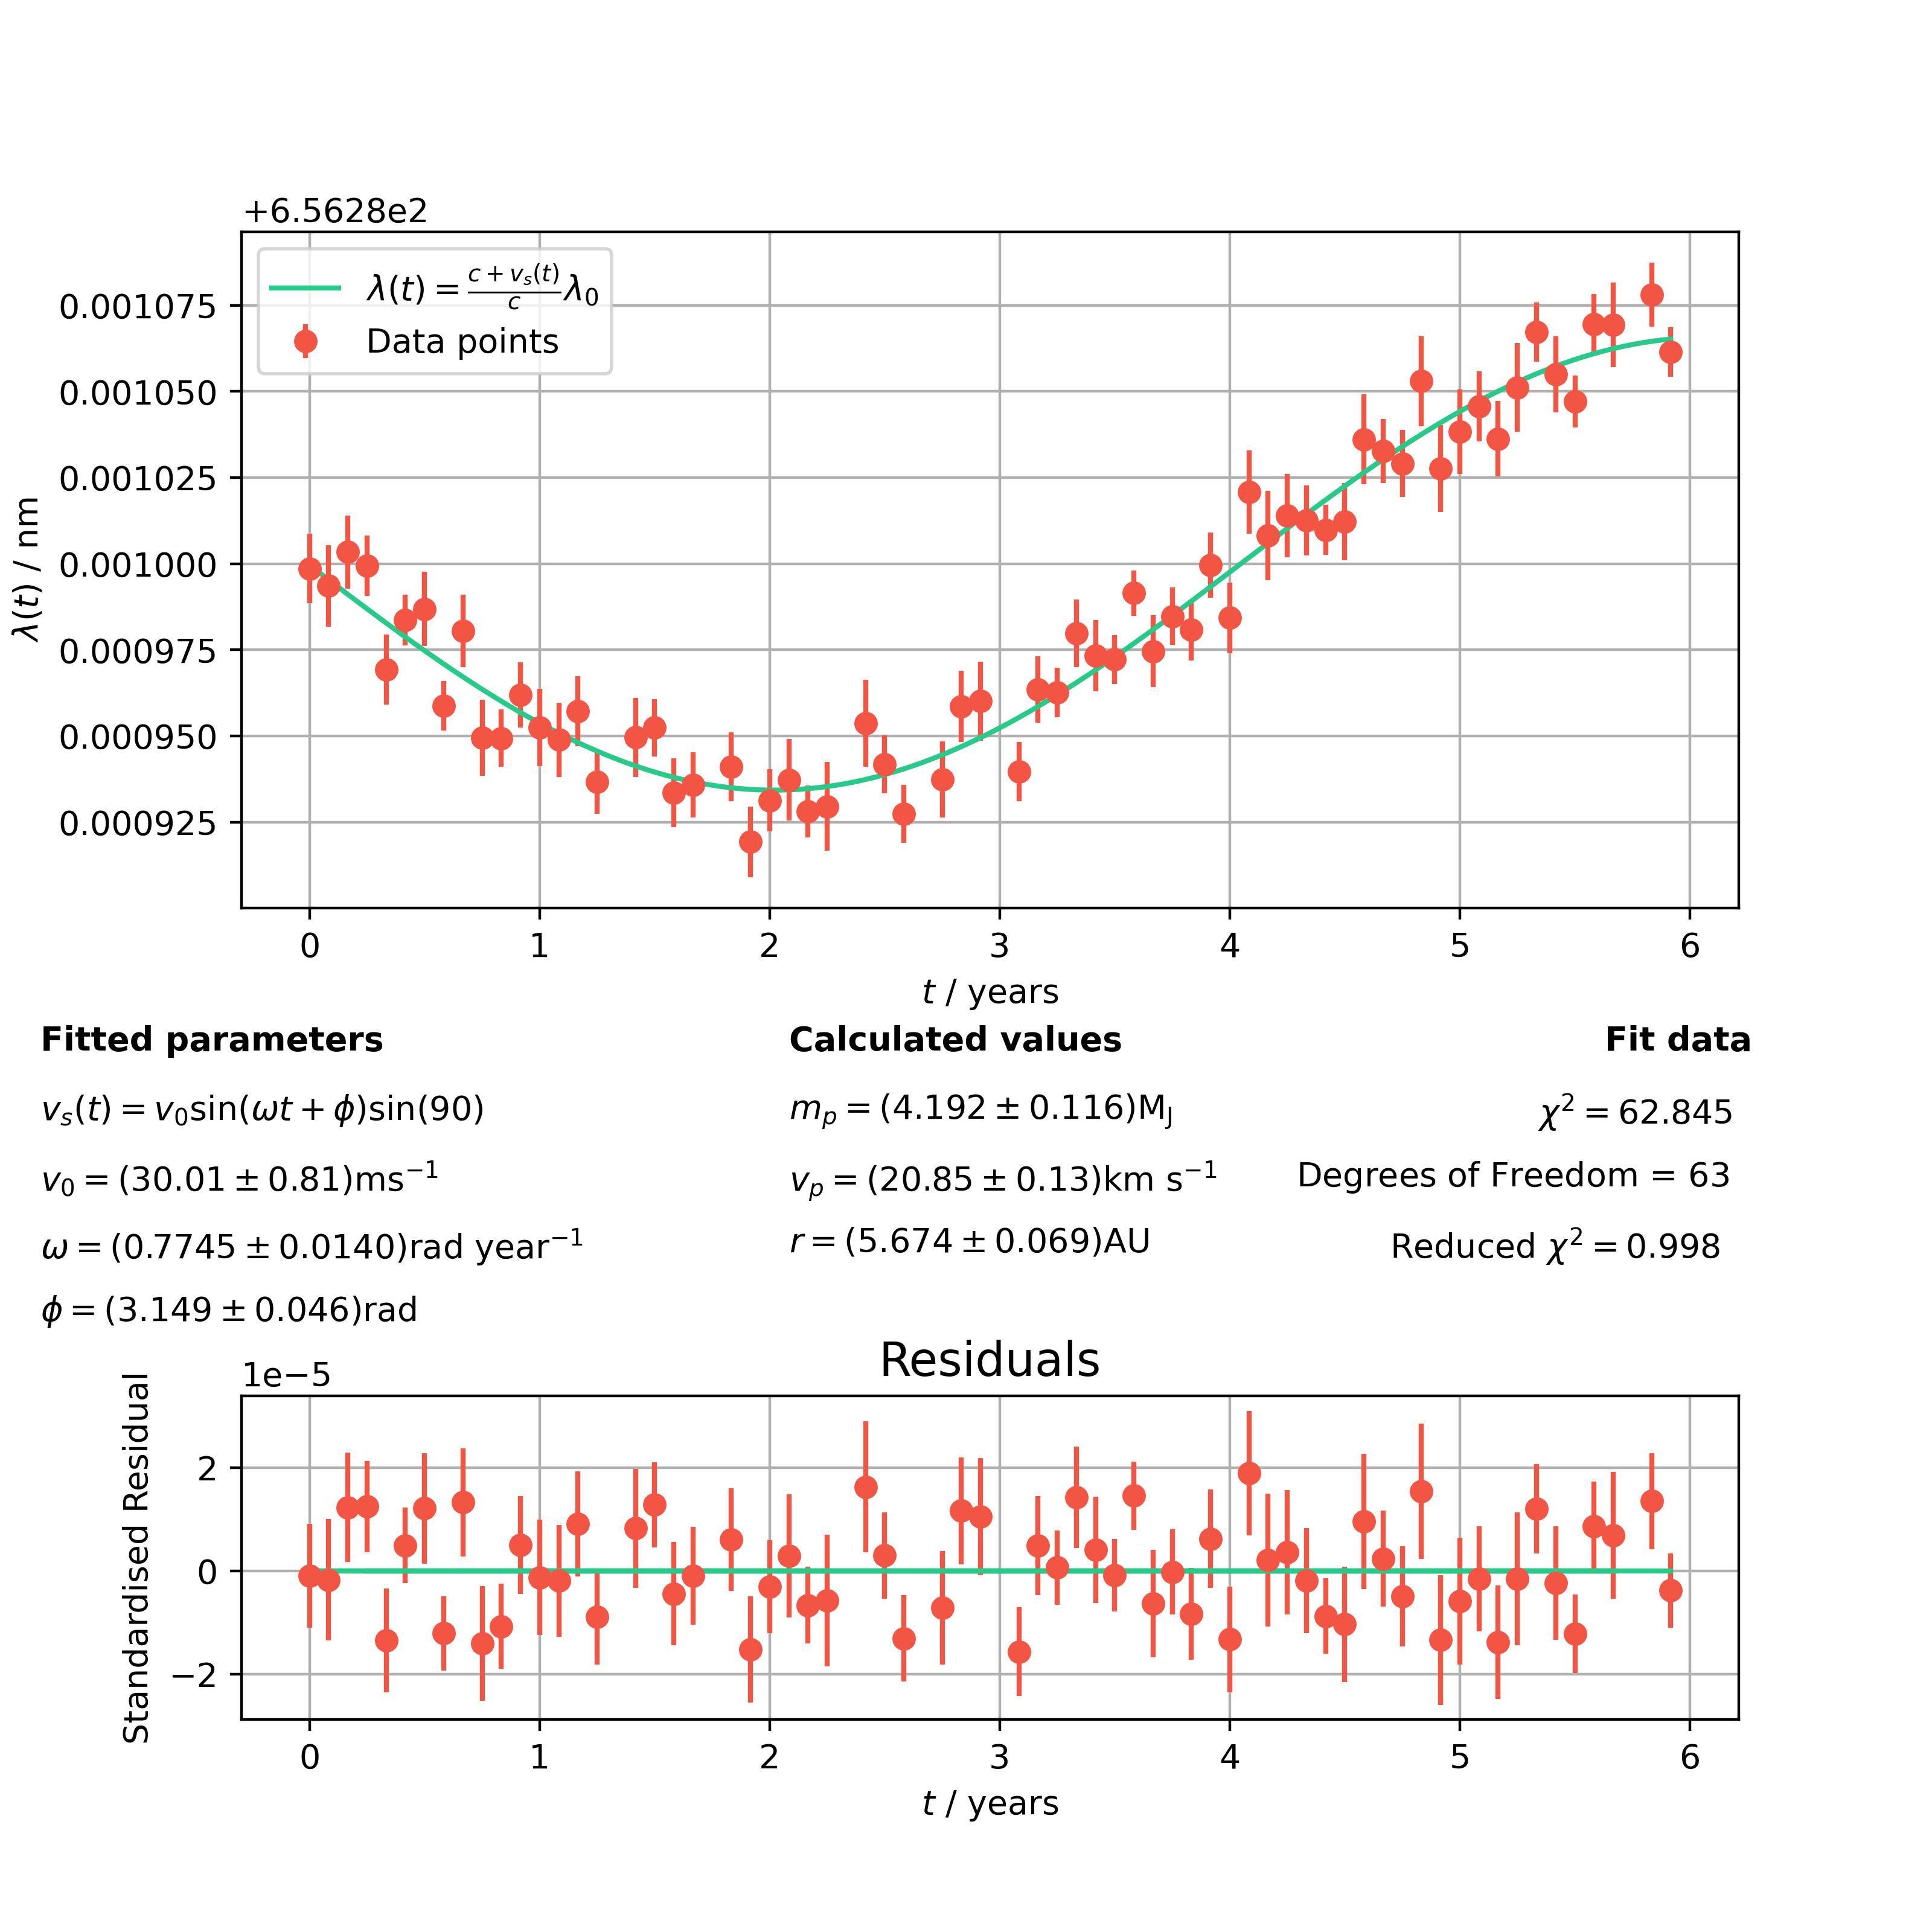 +6.5628e2
λ(t) = (c + v_s(t))/c λ₀
Data points
0.001075
0.001050
0.001025
0.001000
0.000975
0.000950
0.000925
λ(t) / nm
0 1 2 3 4 5 6
t / years
Fitted parameters
v_s(t) = v₀sin(ωt + ϕ)sin(90)
v₀ = (30.01 ± 0.81)ms⁻¹
ω = (0.7745 ± 0.0140)rad year⁻¹
ϕ = (3.149 ± 0.046)rad
Calculated values
m_p = (4.192 ± 0.116)M_J
v_p = (20.85 ± 0.13)km s⁻¹
r = (5.674 ± 0.069)AU
Fit data
χ² = 62.845
Degrees of Freedom = 63
Reduced χ² = 0.998
Residuals
1e−5
2
0
−2
Standardised Residual
0 1 2 3 4 5 6
t / years